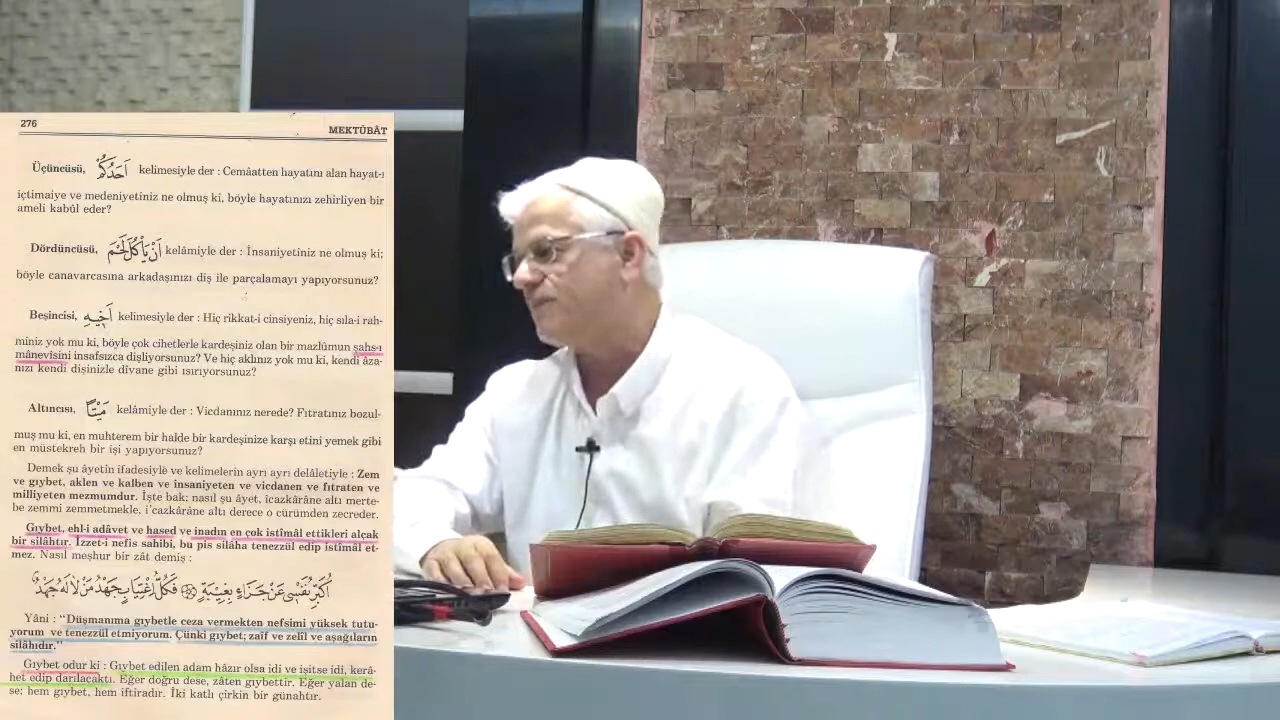 276
MEKTÛBÂT
Üçüncüsü, اَحَدُكُمْ kelimesiyle der : Cemâatten hayatını alan hayat-ı
içtimaiye ve medeniyetiniz ne olmuş ki, böyle hayatınızı zehirliyen bir
ameli kabûl eder?
Dördüncüsü, اَنْ يَاْكُلَ لَحْمَ kelâmiyle der : İnsaniyetiniz ne olmuş ki;
böyle canavarcasına arkadaşınızı diş ile parçalamayı yapıyorsunuz?
Beşincisi, اَخِيهِ kelimesiyle der : Hiç rikkat-i cinsiyeniz, hiç sıla-i rah-
miniz yok mu ki, böyle çok cihetlerle kardeşiniz olan bir mazlûmun şahs-ı
mânevîsini insafsızca dişliyorsunuz? Ve hiç aklınız yok mu ki, kendi âza-
nızı kendi dişinizle dîvane gibi ısırıyorsunuz?
Altıncısı, مَيْتًا kelâmiyle der : Vicdanınız nerede? Fıtratınız bozul-
muş mu ki, en muhterem bir halde bir kardeşinize karşı etini yemek gibi
en müstekreh bir işi yapıyorsunuz?
Demek şu âyetin ifadesiyle ve kelimelerin ayrı ayrı delâletiyle : Zem
ve gıybet, aklen ve kalben ve insaniyeten ve vicdanen ve fıtraten ve
milliyeten mezmumdur. İşte bak; nasıl şu âyet, îcazkârâne altı merte-
be zemmi zemmetmekle, i'cazkârâne altı derece o cürümden zecreder.
Gıybet, ehl-i adâvet ve hased ve inadın en çok istîmâl ettikleri alçak
bir silâhtır. İzzet-i nefis sahibi, bu pis silâha tenezzül edip istîmâl et-
mez. Nasıl meşhur bir zât demiş :
اُكَبِّرُ نَفْسِى عَنْ جَزَاءٍ بِغِيبَةٍ ۞ فَكُلُّ اغْتِيَابٍ جَهْدُ مَنْ لَا لَهُ جَهْدٌ
Yâni : "Düşmanıma gıybetle ceza vermekten nefsimi yüksek tutu-
yorum ve tenezzül etmiyorum. Çünki gıybet; zaîf ve zelîl ve aşağıların
silâhıdır."
Gıybet odur ki : Gıybet edilen adam hâzır olsa idi ve işitse idi, kerâ-
het edip darılacaktı. Eğer doğru dese, zâten gıybettir. Eğer yalan de-
se; hem gıybet, hem iftiradır. İki katlı çirkin bir günahtır.